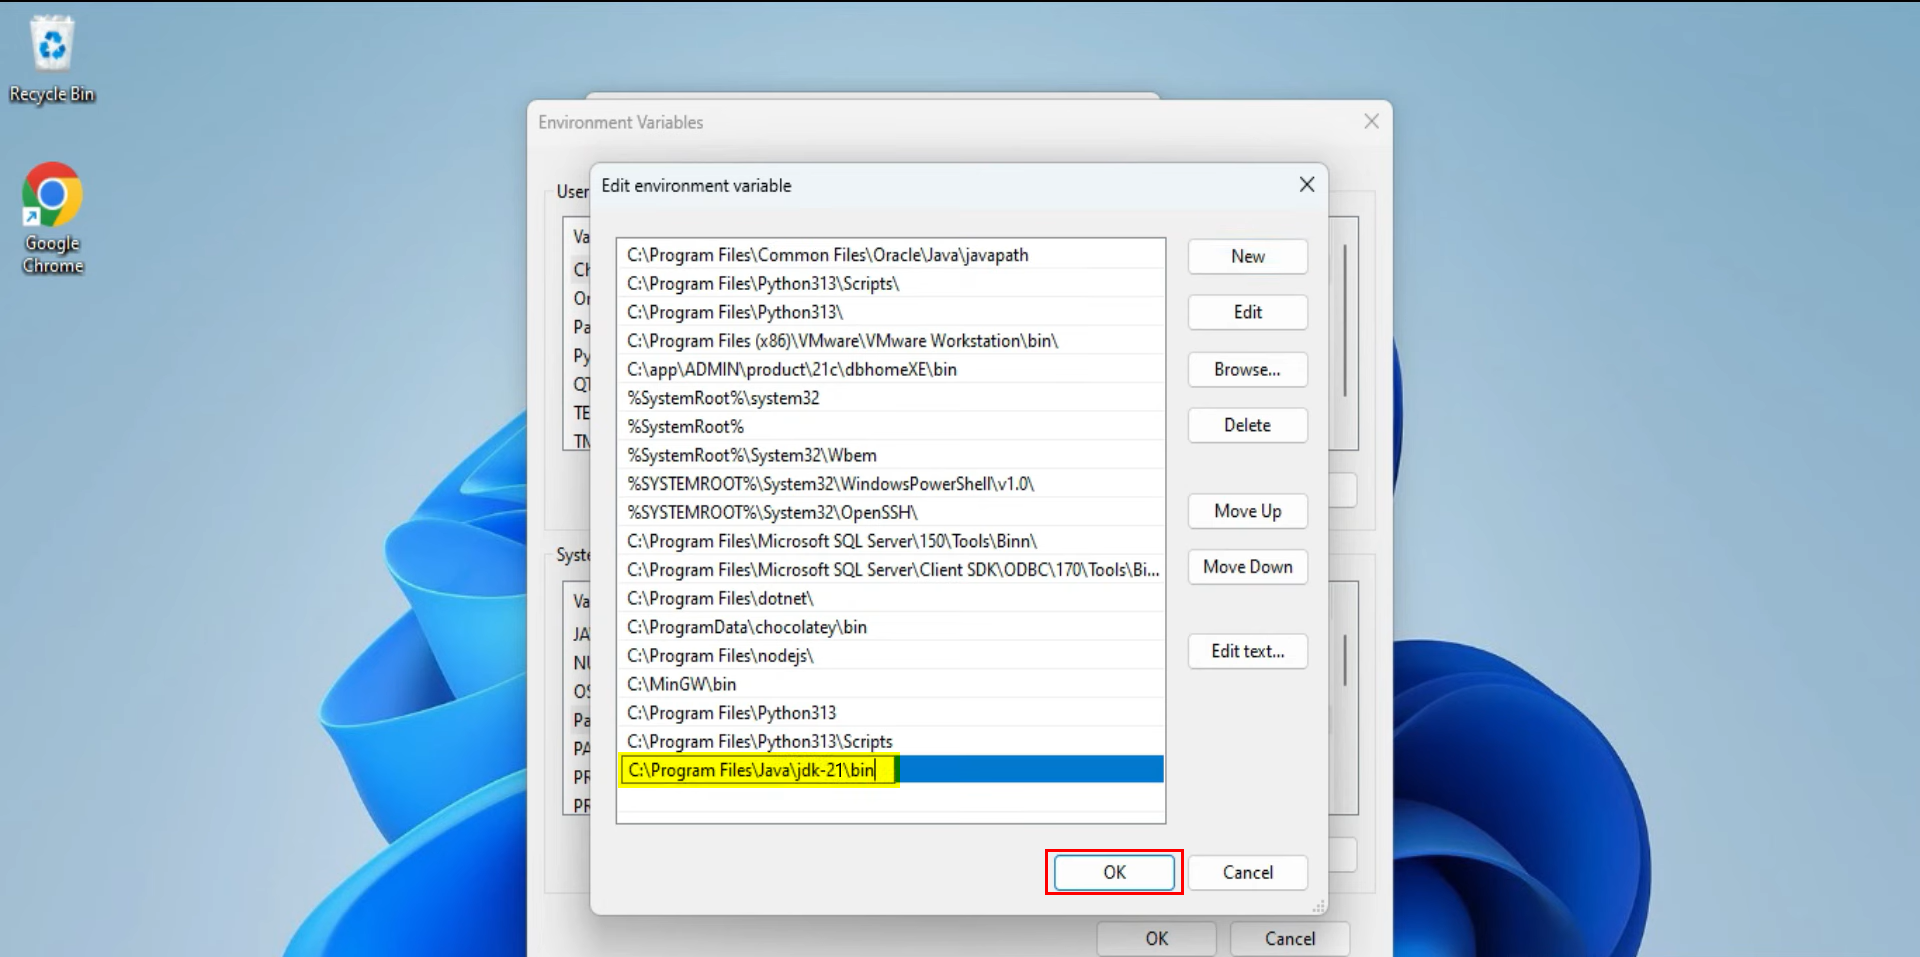 Recycle Bin
Google
Chrome
Environment Variables
User
Edit environment variable
Va
Ch
Or
Pa
Py
QT
TE
TM
C:\Program Files\Common Files\Oracle\Java\javapath
C:\Program Files\Python313\Scripts\
C:\Program Files\Python313\
C:\Program Files (x86)\VMware\VMware Workstation\bin\
C:\app\ADMIN\product\21c\dbhomeXE\bin
%SystemRoot%\system32
%SystemRoot%
%SystemRoot%\System32\Wbem
%SYSTEMROOT%\System32\WindowsPowerShell\v1.0\
%SYSTEMROOT%\System32\OpenSSH\
C:\Program Files\Microsoft SQL Server\150\Tools\Binn\
C:\Program Files\Microsoft SQL Server\Client SDK\ODBC\170\Tools\Bi...
C:\Program Files\dotnet\
C:\ProgramData\chocolatey\bin
C:\Program Files\nodejs\
C:\MinGW\bin
C:\Program Files\Python313
C:\Program Files\Python313\Scripts
C:\Program Files\Java\jdk-21\bin
New
Edit
Browse...
Delete
Move Up
Move Down
Edit text...
Syste
Va
JA
NU
OS
Pa
PA
PR
PR
OK
Cancel
OK
Cancel